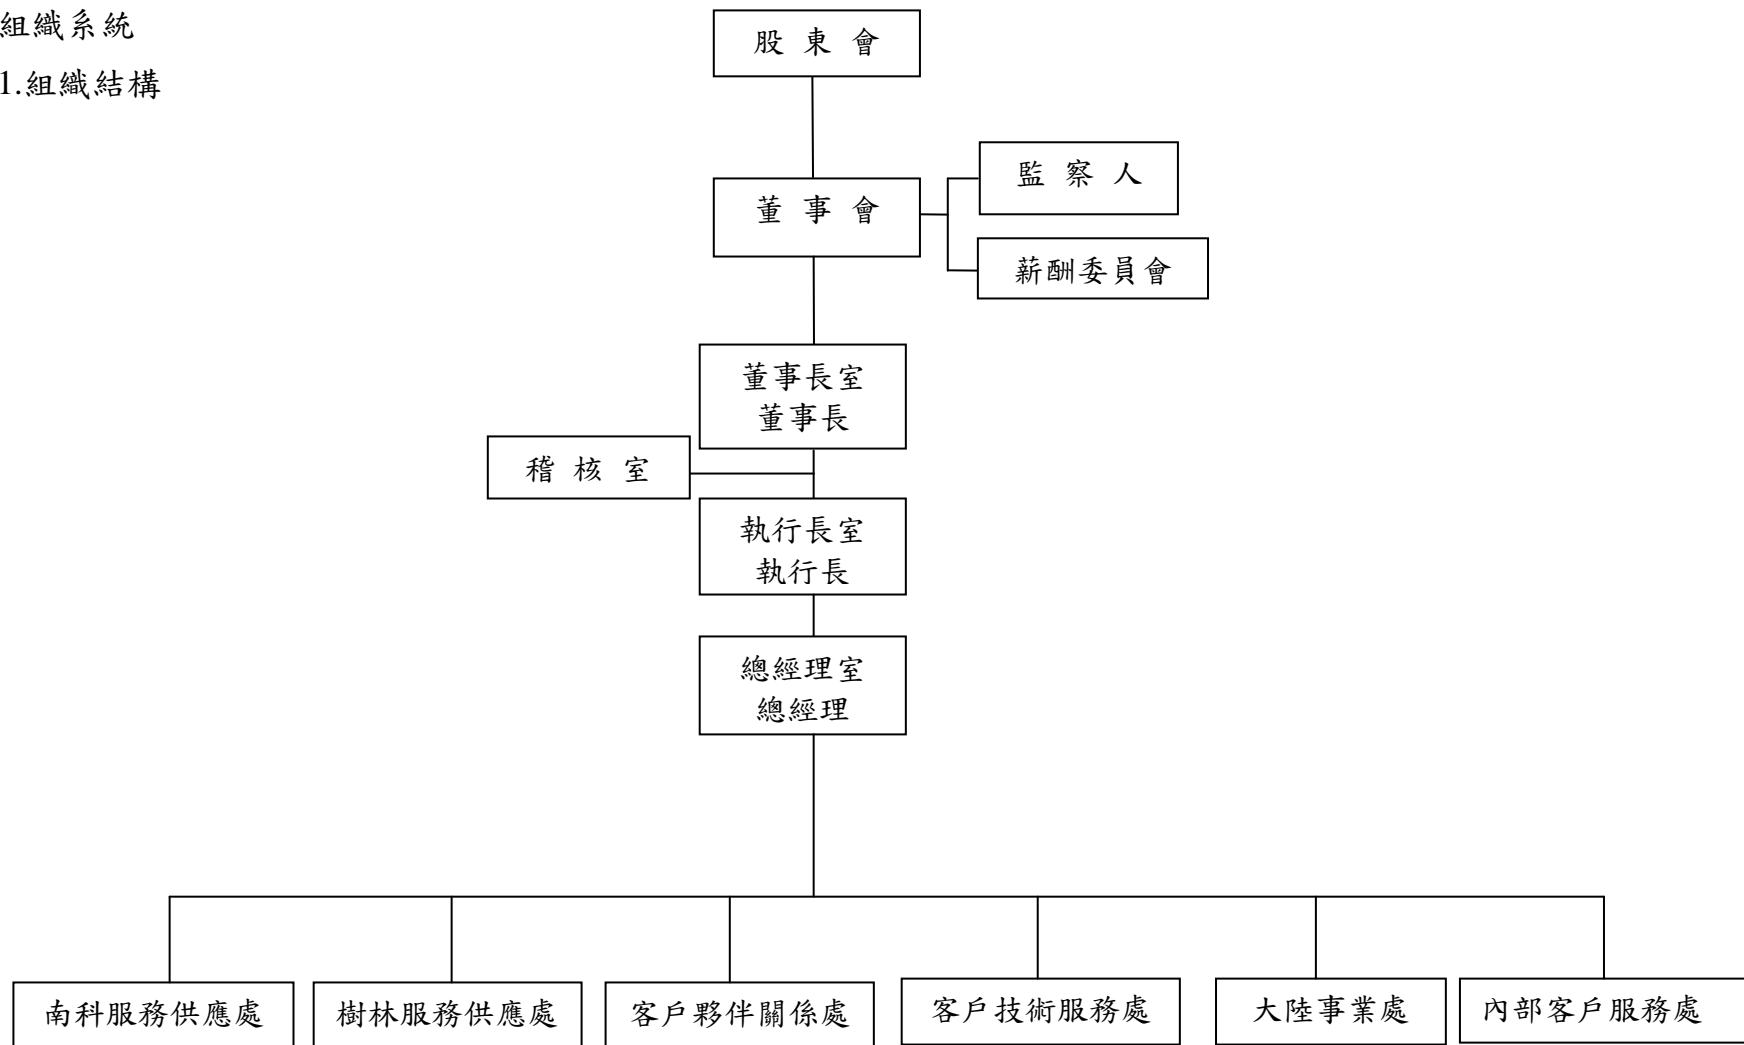 組織系統
1.組織結構
股 東 會
監 察 人
董 事 會
薪酬委員會
董事長室
董事長
稽 核 室
執行長室
執行長
總經理室
總經理
南科服務供應處
樹林服務供應處
客戶夥伴關係處
客戶技術服務處
大陸事業處
內部客戶服務處